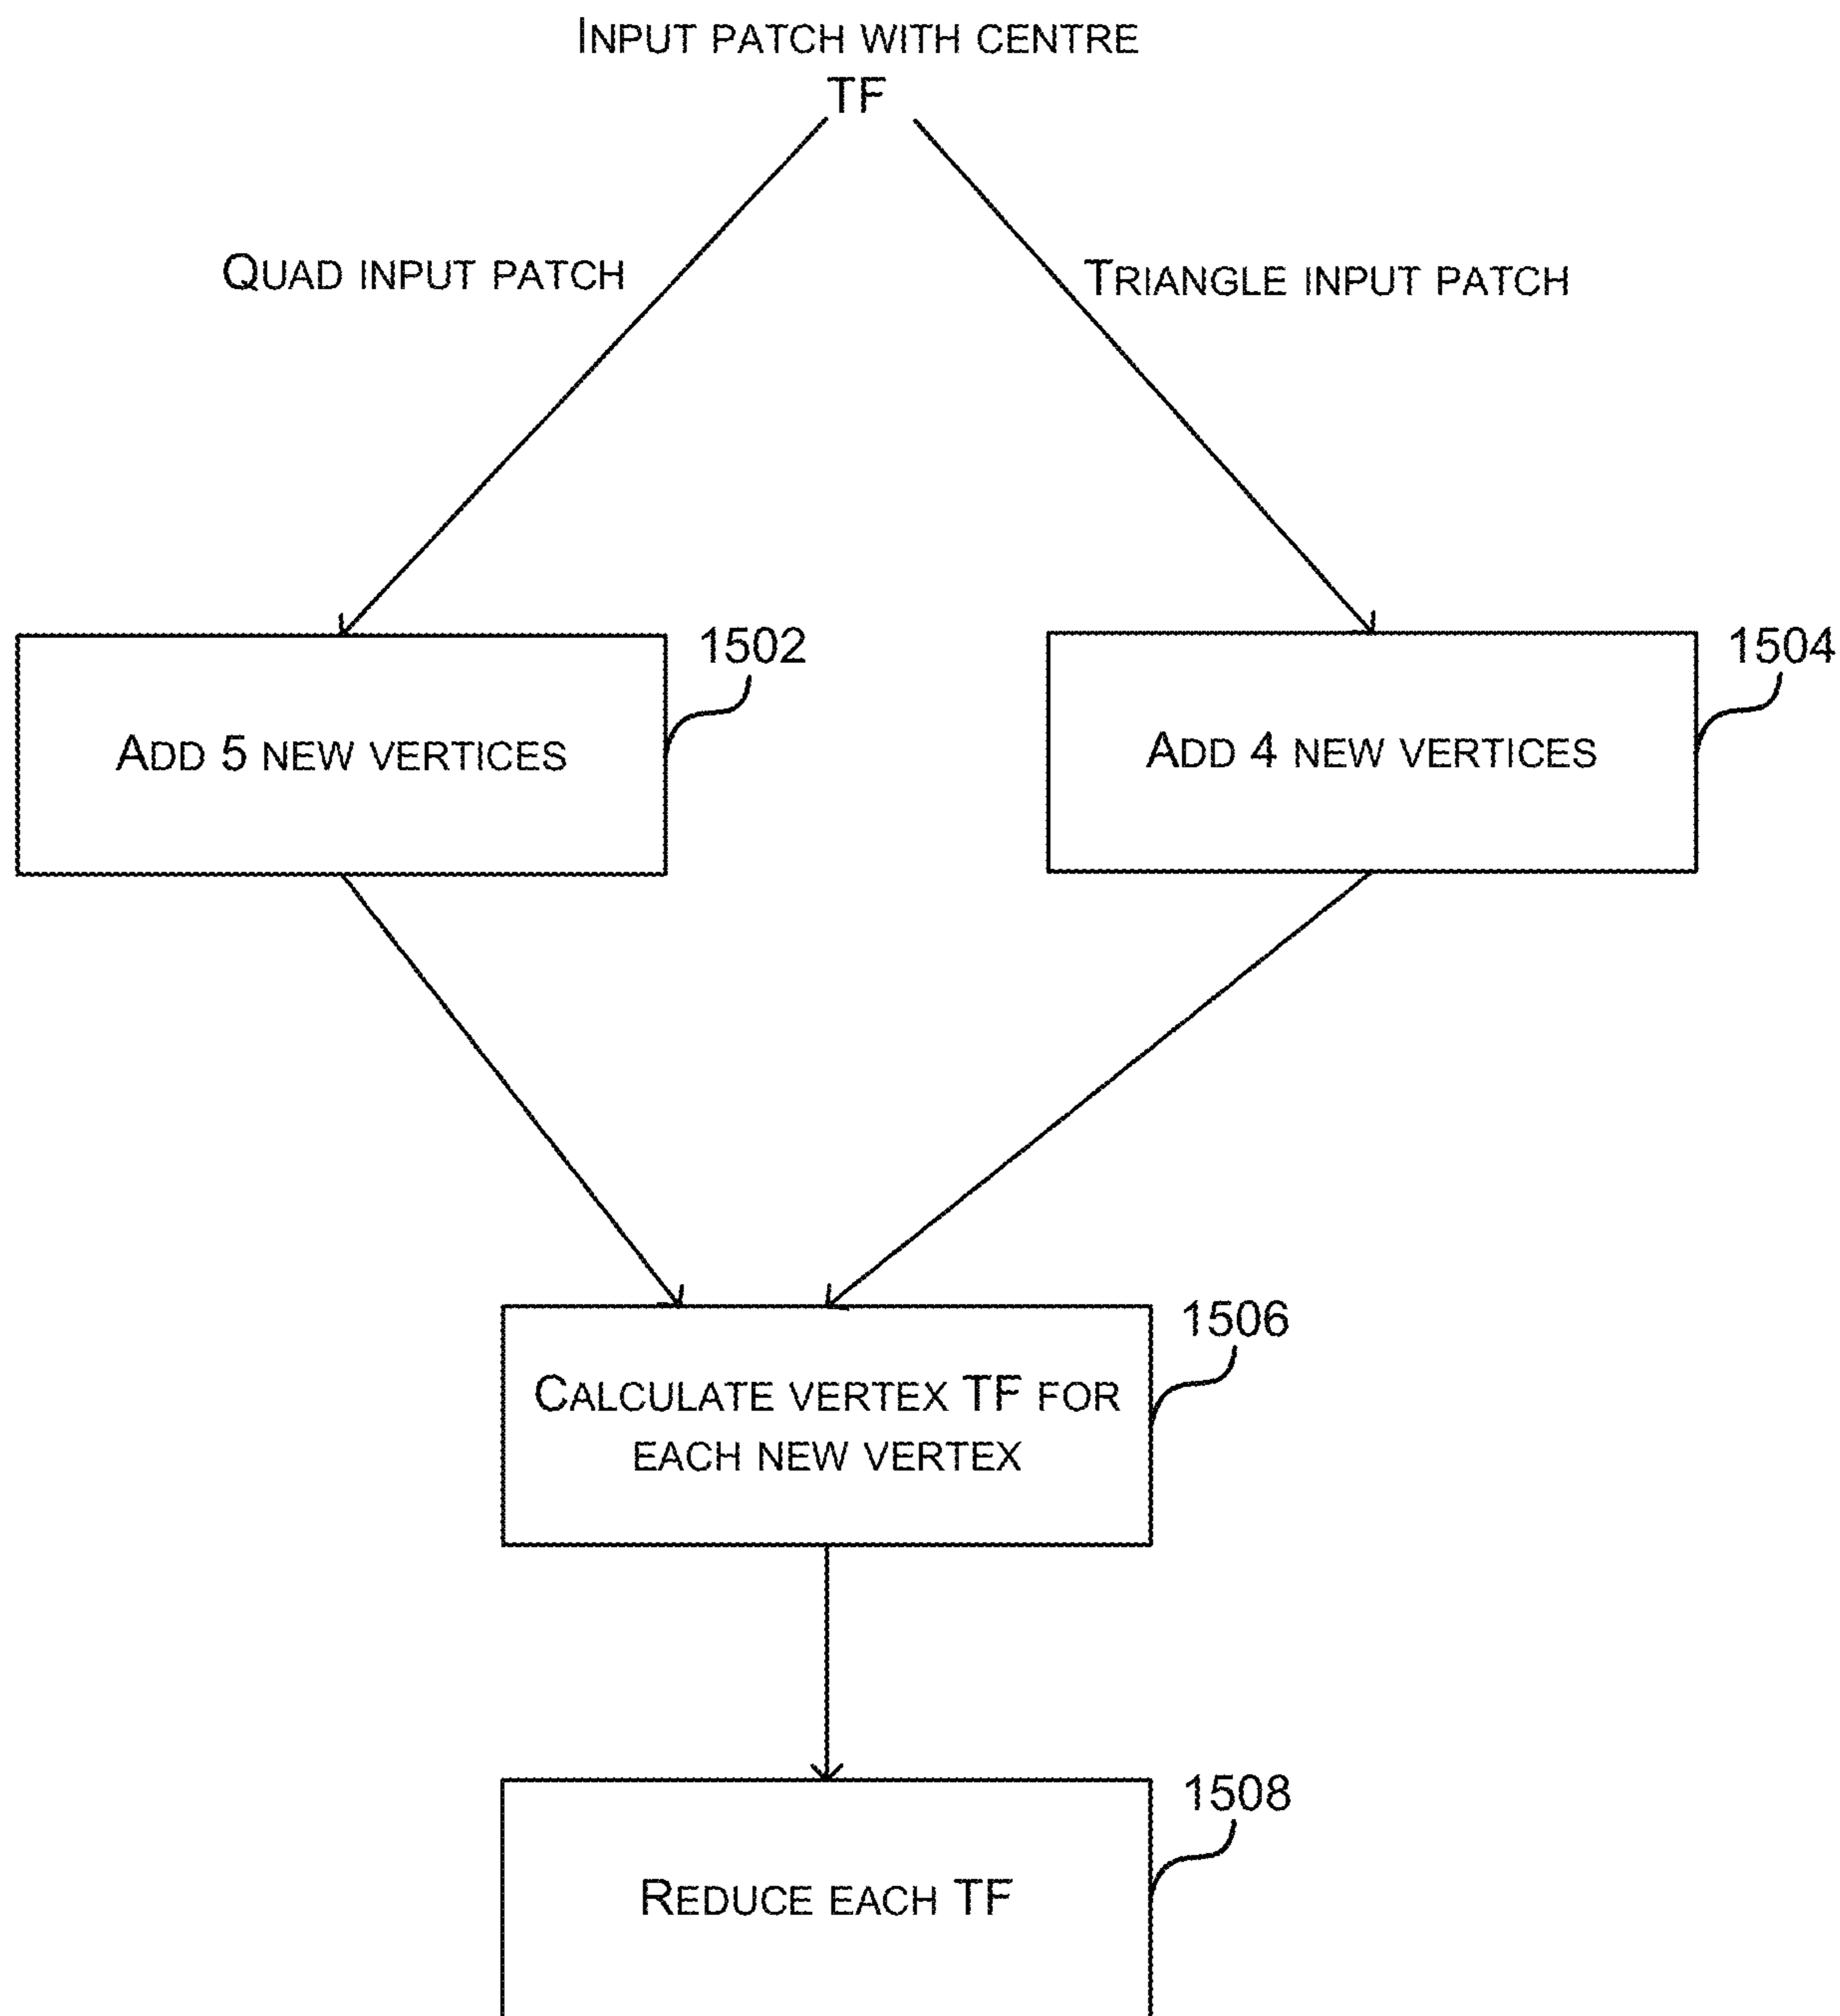 INPUT PATCH WITH CENTRE
TF
QUAD INPUT PATCH
TRIANGLE INPUT PATCH
1502
1504
ADD 5 NEW VERTICES
ADD 4 NEW VERTICES
1506
CALCULATE VERTEX TF FOR
EACH NEW VERTEX
1508
REDUCE EACH TF